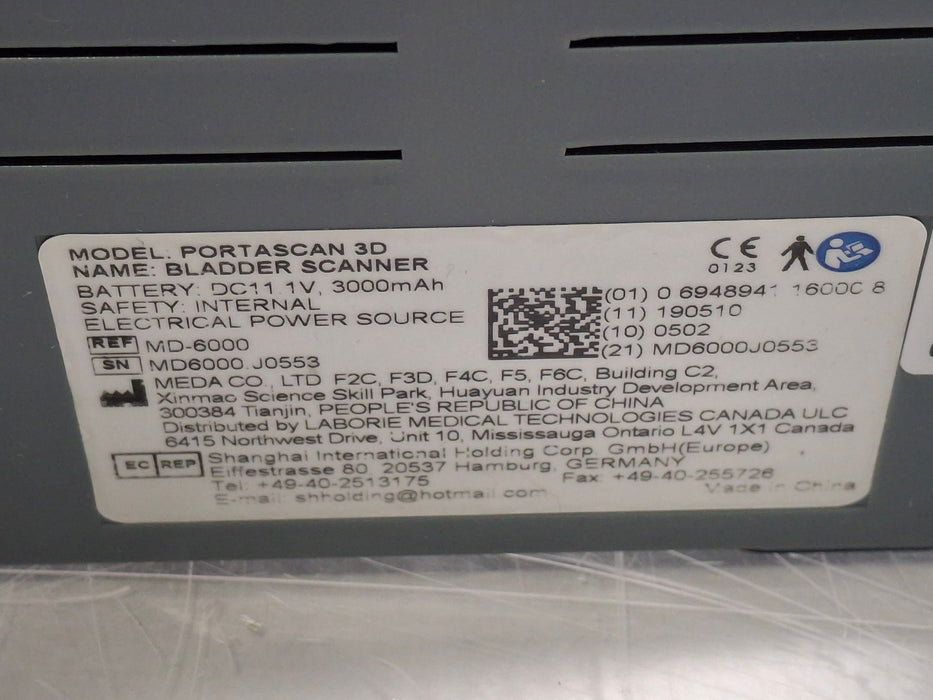 MODEL: PORTASCAN 3D
NAME: BLADDER SCANNER
BATTERY: DC11.1V, 3000mAh
SAFETY: INTERNAL
ELECTRICAL POWER SOURCE
REF MD-6000
SN MD6000 J0553
CE
0123
(01) 0 6948941 1600 8
(11) 190510
(10) 0502
(21) MD6000J0553
MEDA CO., LTD F2C, F3D, F4C, F5, F6C, Building C2,
Xinmao Science Skill Park, Huayuan Industry Development Area,
300384 Tianjin, PEOPLE'S REPUBLIC OF CHINA
Distributed by LABORIE MEDICAL TECHNOLOGIES CANADA ULC
6415 Northwest Drive, Unit 10, Mississauga Ontario L4V 1X1 Canada
EC REP Shanghai International Holding Corp. GmbH(Europe)
Eiffestrasse 80, 20537 Hamburg, GERMANY
Tel: +49-40-2513175 Fax: +49-40-255726
E-mail: shholding@hotmail.com
Made in China